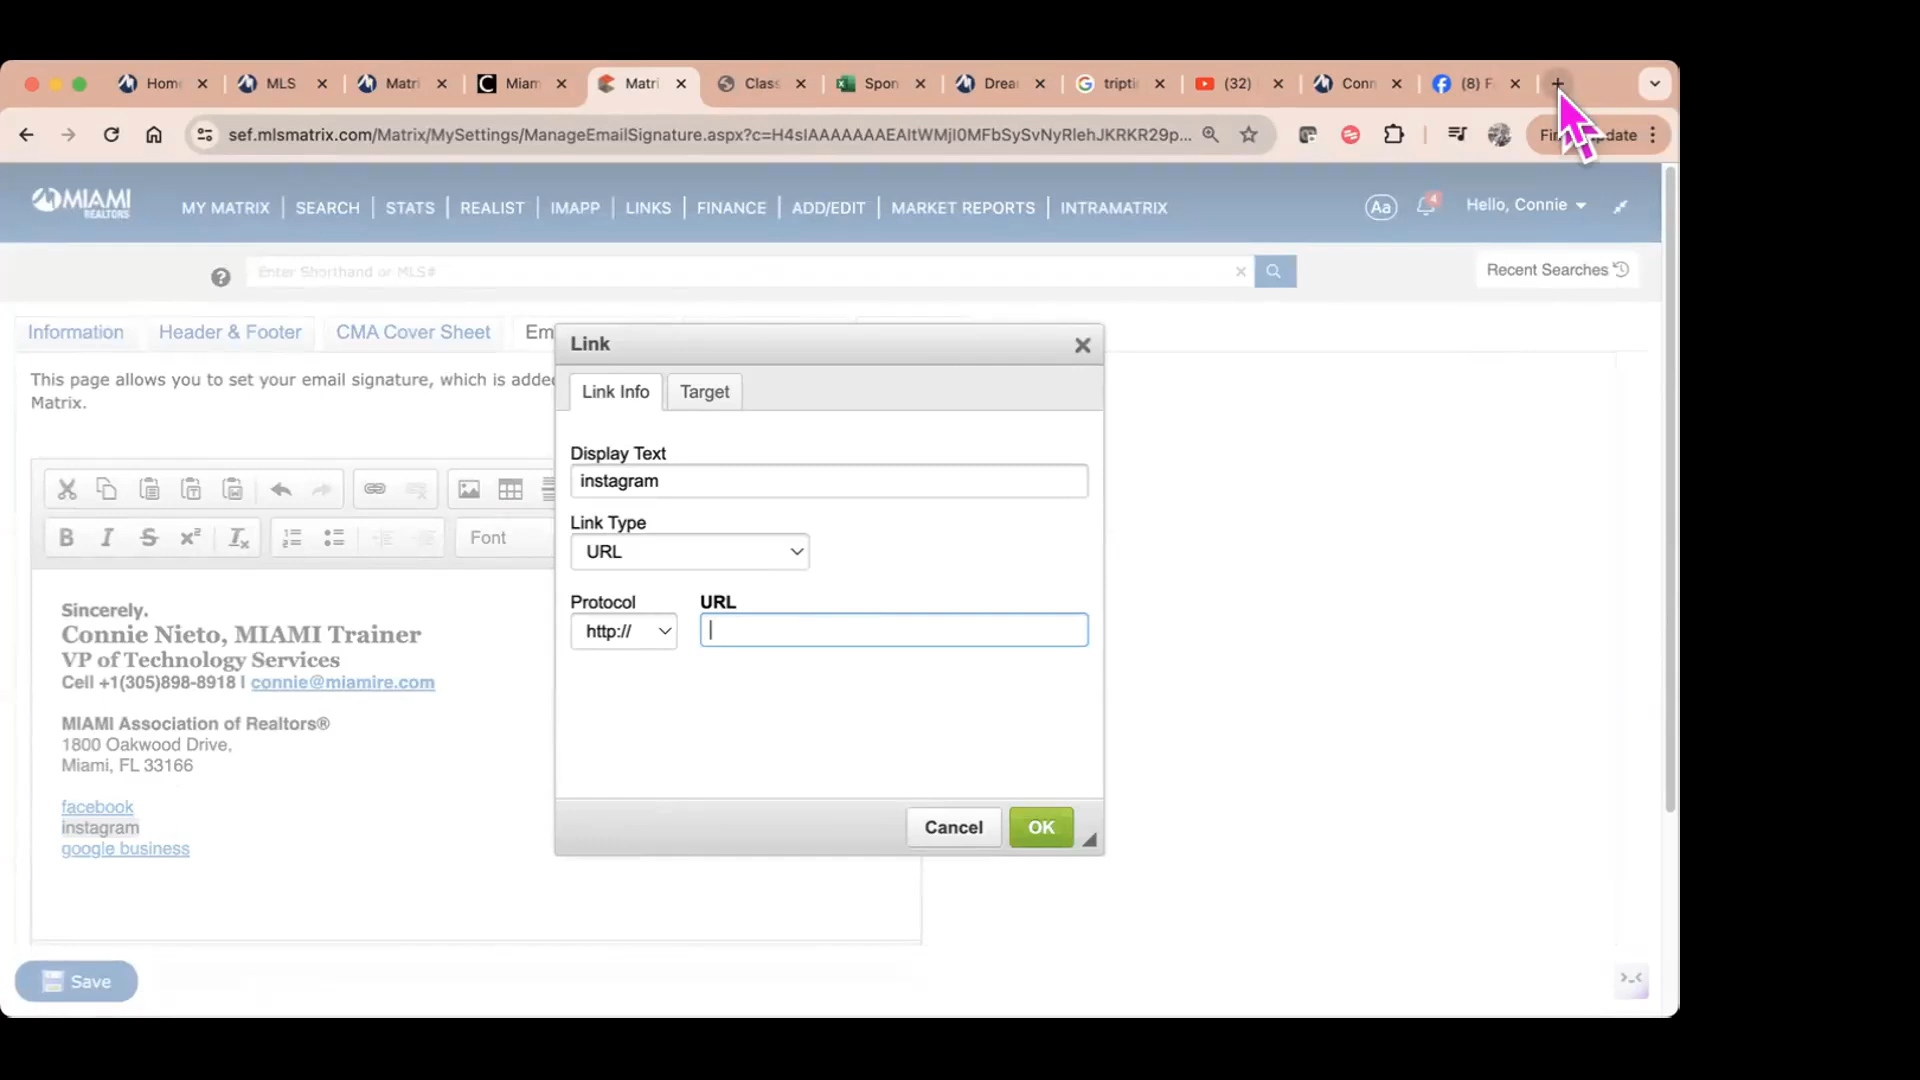 Home
MLS
Matri
Miam
Matri
Class
Spon
Drea
tripti
(32)
Conn
(8) F
sef.mlsmatrix.com/Matrix/MySettings/ManageEmailSignature.aspx?c=H4sIAAAAAAAEAItWMjI0MFbSySvNyRlehJKRKR29p...
MIAMI
REALTORS
MY MATRIX
SEARCH
STATS
REALIST
IMAPP
LINKS
FINANCE
ADD/EDIT
MARKET REPORTS
INTRAMATRIX
Aa
4
Hello, Connie
Enter Shorthand or MLS#
Recent Searches
Information
Header & Footer
CMA Cover Sheet
Em
This page allows you to set your email signature, which is adde
Matrix.
Font
Sincerely.
Connie Nieto, MIAMI Trainer
VP of Technology Services
Cell +1(305)898-8918 I connie@miamire.com
MIAMI Association of Realtors®
1800 Oakwood Drive,
Miami, FL 33166
facebook
instagram
google business
Save
Link
Link Info
Target
Display Text
instagram
Link Type
URL
Protocol
URL
http://
Cancel
OK